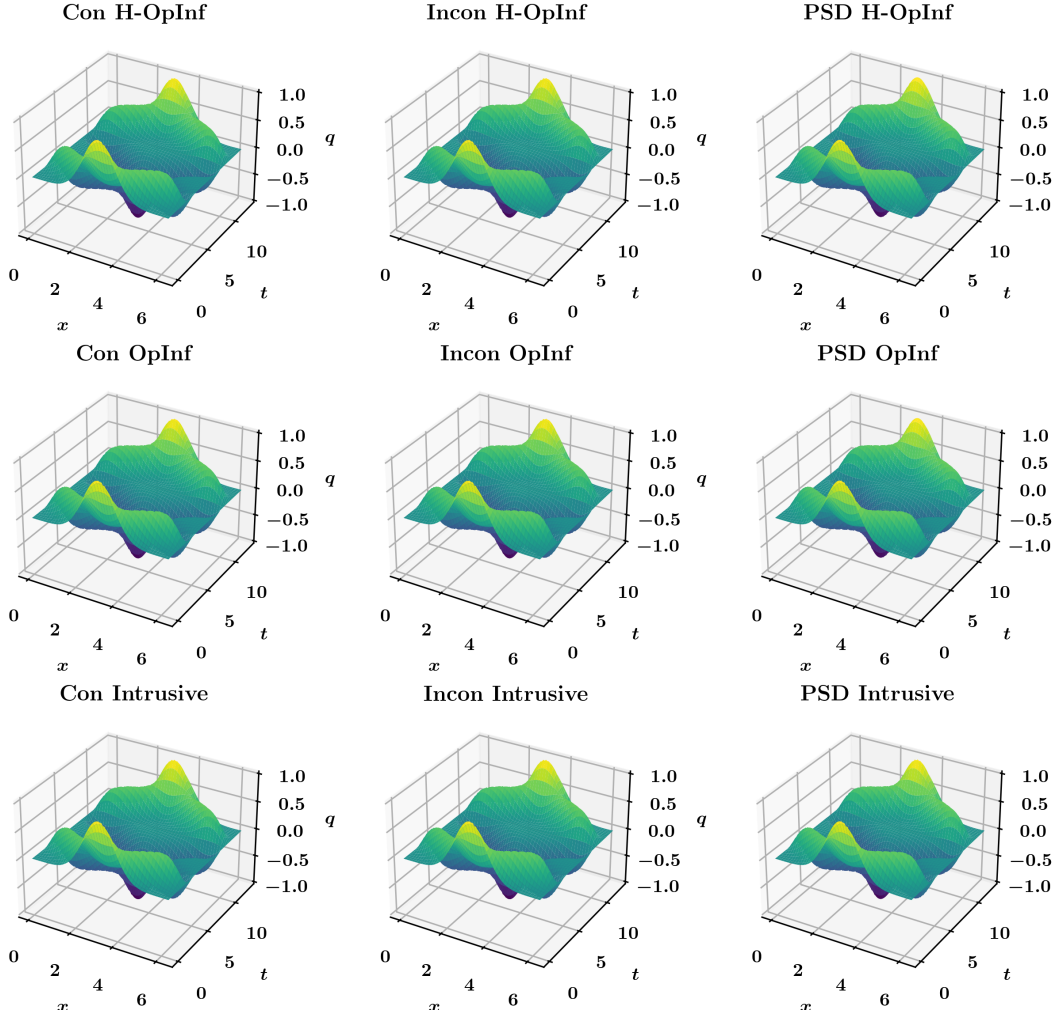 Con H-OpInf
Incon H-OpInf
PSD H-OpInf
1.0 0.5 0.0 −0.5 −1.0 q
0 2 4 6 x
0 5 10 t
1.0 0.5 0.0 −0.5 −1.0 q
0 2 4 6 x
0 5 10 t
1.0 0.5 0.0 −0.5 −1.0
0 2 4 6 x
0 5 10 t
Con OpInf
Incon OpInf
PSD OpInf
1.0 0.5 0.0 −0.5 −1.0 q
0 2 4 6 x
0 5 10 t
1.0 0.5 0.0 −0.5 −1.0 q
0 2 4 6 x
0 5 10 t
1.0 0.5 0.0 −0.5 −1.0
0 2 4 6 x
0 5 10 t
Con Intrusive
Incon Intrusive
PSD Intrusive
1.0 0.5 0.0 −0.5 −1.0 q
0 2 4 6 x
0 5 10 t
1.0 0.5 0.0 −0.5 −1.0 q
0 2 4 6 x
0 5 10 t
1.0 0.5 0.0 −0.5 −1.0
0 2 4 6 x
0 5 10 t